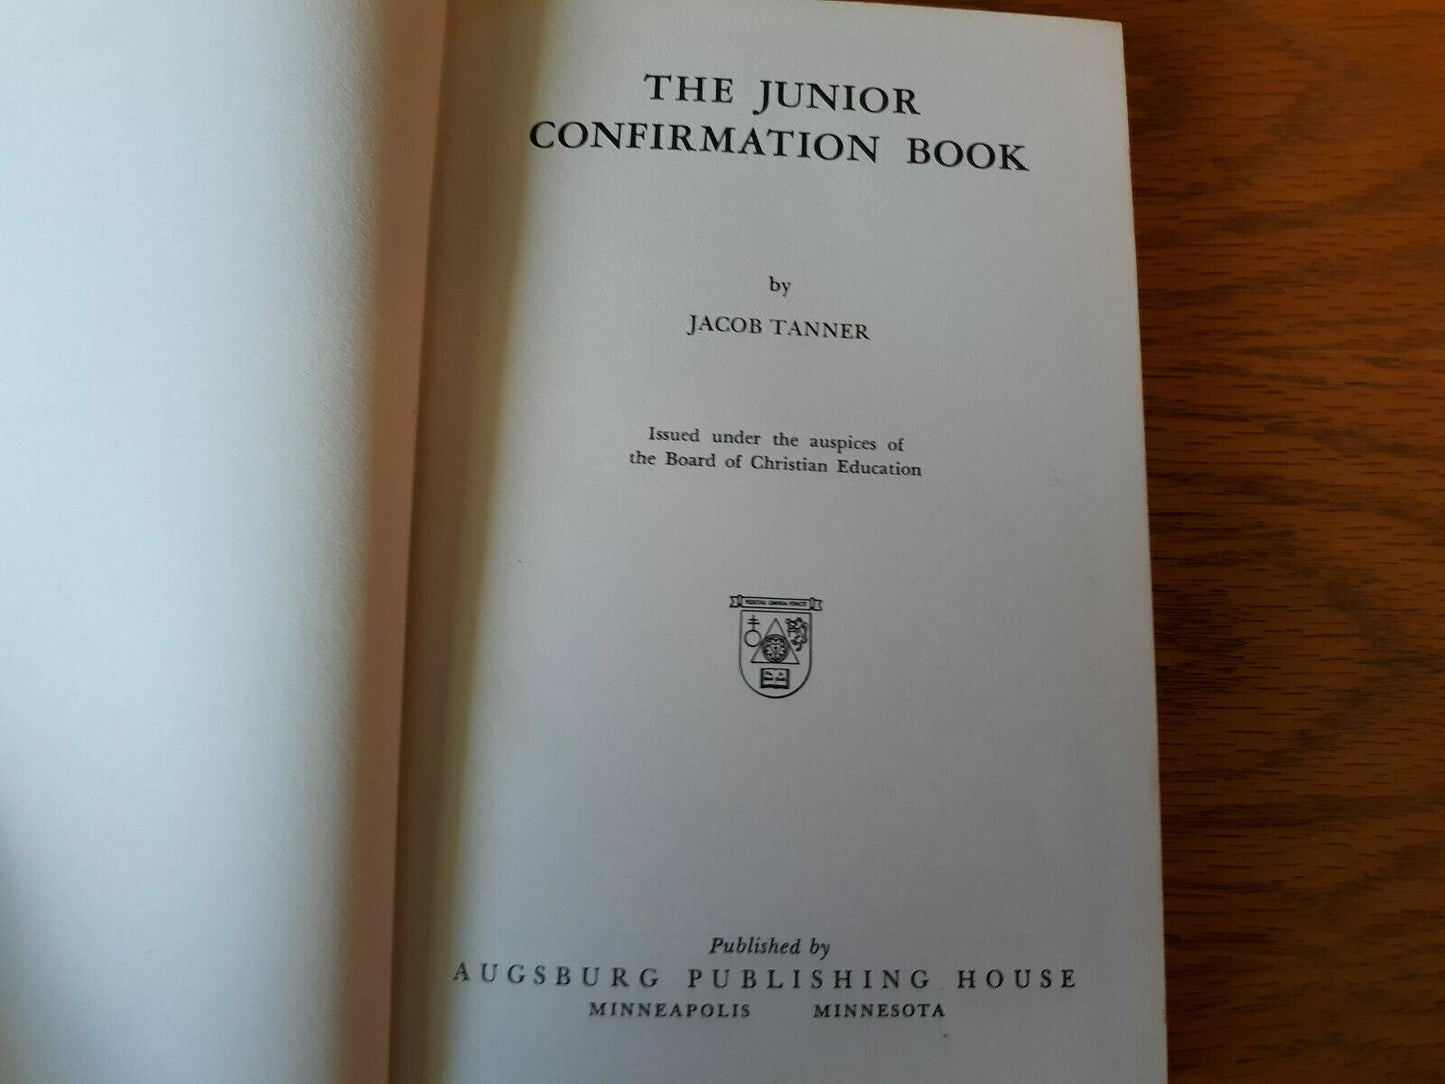 THE JUNIOR
CONFIRMATION BOOK
by
JACOB TANNER
Issued under the auspices of
the Board of Christian Education
Published by
AUGSBURG PUBLISHING HOUSE
MINNEAPOLIS MINNESOTA